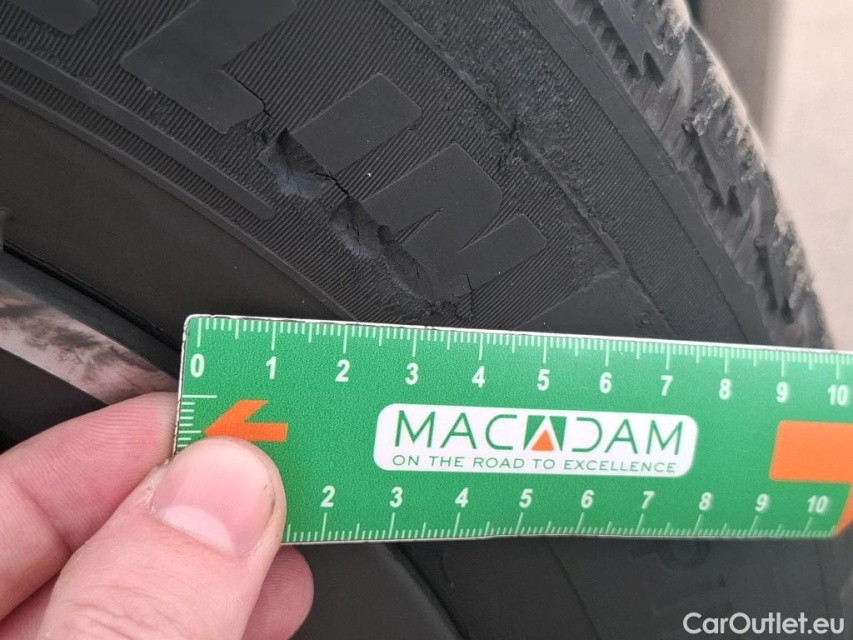 0 1 2 3 4 5 6 7 8 9 10
MACADAM
ON THE ROAD TO EXCELLENCE
2 3 4 5 6 7 8 9 10
CarOutlet.eu